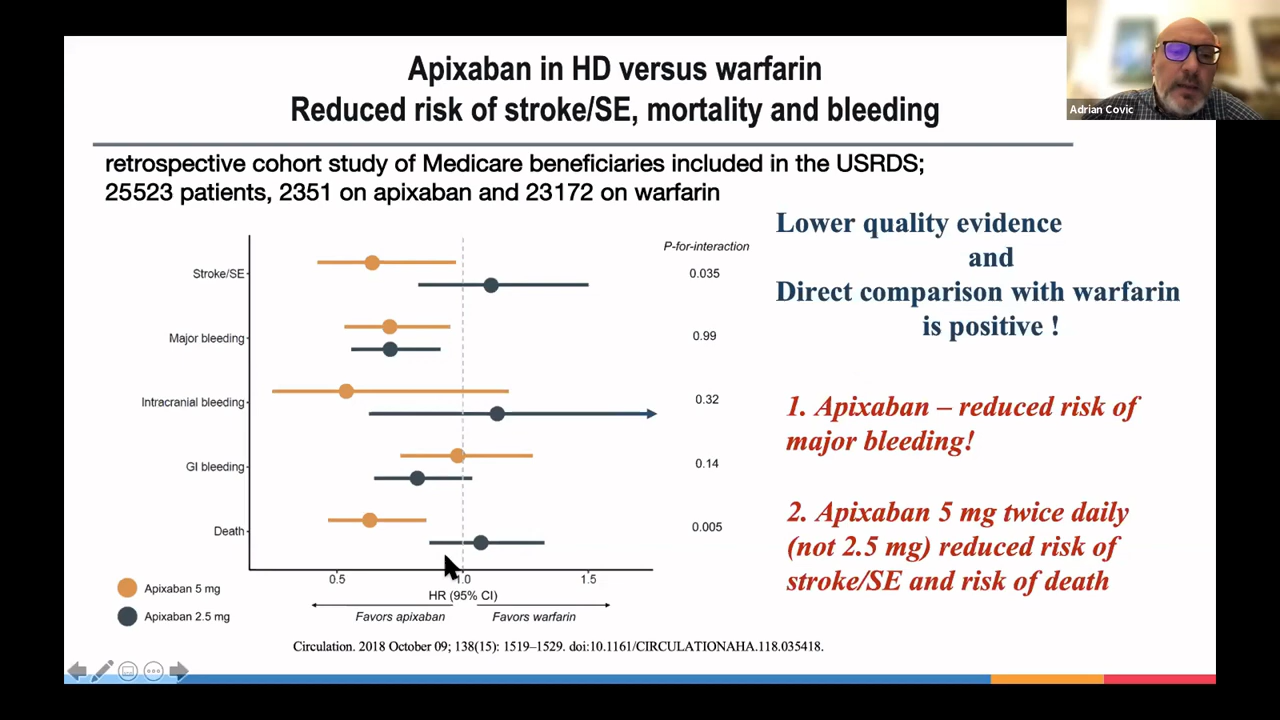 Apixaban in HD versus warfarin
Reduced risk of stroke/SE, mortality and bleeding
Adrian Covic
retrospective cohort study of Medicare beneficiaries included in the USRDS;
25523 patients, 2351 on apixaban and 23172 on warfarin
Lower quality evidence
and
Direct comparison with warfarin
is positive !
P-for-interaction
Stroke/SE
0.035
Major bleeding
0.99
Intracranial bleeding
0.32
GI bleeding
0.14
Death
0.005
0.5
1.0
1.5
HR (95% CI)
Favors apixaban
Favors warfarin
Apixaban 5 mg
Apixaban 2.5 mg
1. Apixaban – reduced risk of
major bleeding!
2. Apixaban 5 mg twice daily
(not 2.5 mg) reduced risk of
stroke/SE and risk of death
Circulation. 2018 October 09; 138(15): 1519–1529. doi:10.1161/CIRCULATIONAHA.118.035418.